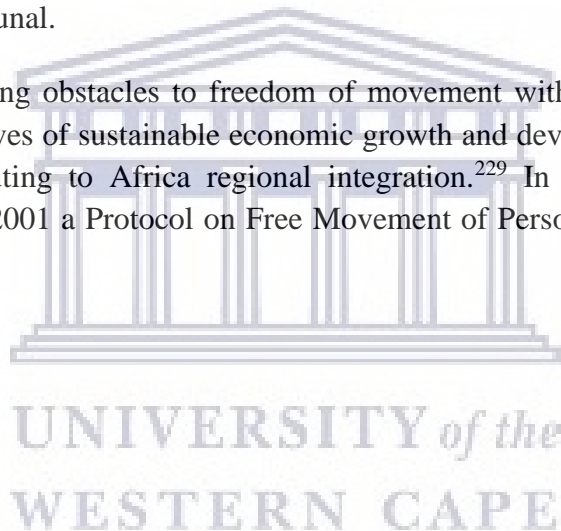 unal.
ng obstacles to freedom of movement with
ves of sustainable economic growth and dev
ting to Africa regional integration.229 In
2001 a Protocol on Free Movement of Perso
UNIVERSITY of the
WESTERN CAPE